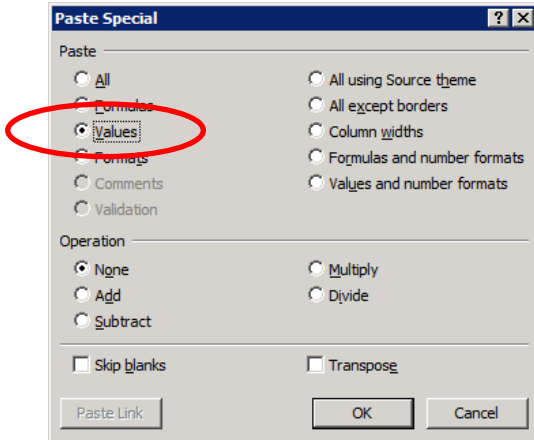 Paste Special
Paste
All
All using Source theme
Formulas
All except borders
Values
Column widths
Formats
Formulas and number formats
Comments
Values and number formats
Validation
Operation
None
Multiply
Add
Divide
Subtract
Skip blanks
Transpose
Paste Link
OK
Cancel